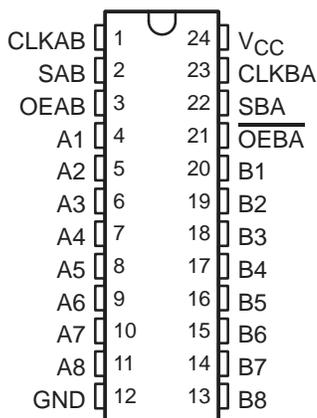 CLKAB 1 24 VCC
SAB 2 23 CLKBA
OEAB 3 22 SBA
A1 4 21 OEBA
A2 5 20 B1
A3 6 19 B2
A4 7 18 B3
A5 8 17 B4
A6 9 16 B5
A7 10 15 B6
A8 11 14 B7
GND 12 13 B8